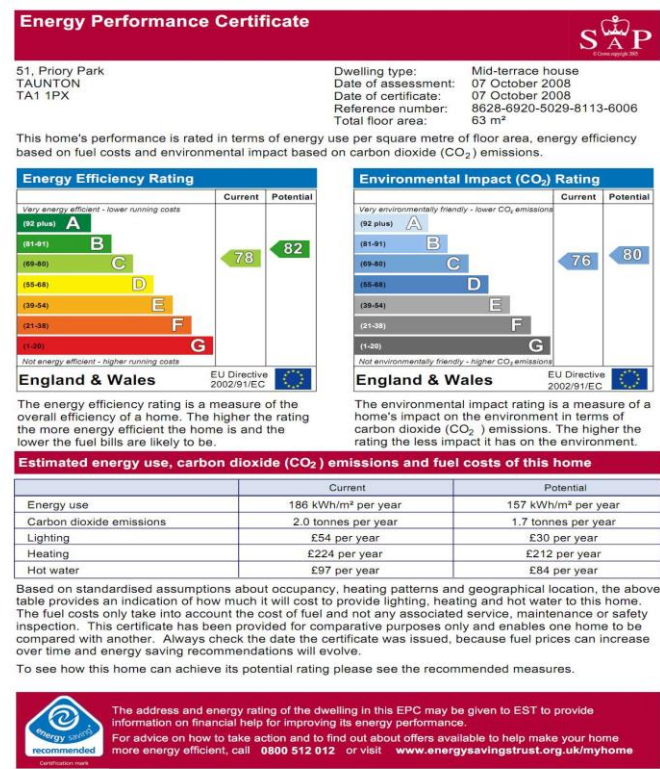 Energy Performance Certificate
SAP
© Crown copyright 2005
51, Priory Park
TAUNTON
TA1 1PX
Dwelling type: Mid-terrace house
Date of assessment: 07 October 2008
Date of certificate: 07 October 2008
Reference number: 8628-6920-5029-8113-6006
Total floor area: 63 m²
This home's performance is rated in terms of energy use per square metre of floor area, energy efficiency
based on fuel costs and environmental impact based on carbon dioxide (CO₂) emissions.
Energy Efficiency Rating
Current Potential
Very energy efficient - lower running costs
(92 plus) A
(81-91) B
(69-80) C
(55-68) D
(39-54) E
(21-38) F
(1-20) G
78 82
Not energy efficient - higher running costs
England & Wales
EU Directive
2002/91/EC
The energy efficiency rating is a measure of the
overall efficiency of a home. The higher the rating
the more energy efficient the home is and the
lower the fuel bills are likely to be.
Environmental Impact (CO₂) Rating
Current Potential
Very environmentally friendly - lower CO₂ emissions
(92 plus) A
(81-91) B
(69-80) C
(55-68) D
(39-54) E
(21-38) F
(1-20) G
76 80
Not environmentally friendly - higher CO₂ emissions
England & Wales
EU Directive
2002/91/EC
The environmental impact rating is a measure of a
home's impact on the environment in terms of
carbon dioxide (CO₂ ) emissions. The higher the
rating the less impact it has on the environment.
Estimated energy use, carbon dioxide (CO₂) emissions and fuel costs of this home
Current Potential
Energy use 186 kWh/m² per year 157 kWh/m² per year
Carbon dioxide emissions 2.0 tonnes per year 1.7 tonnes per year
Lighting £54 per year £30 per year
Heating £224 per year £212 per year
Hot water £97 per year £84 per year
Based on standardised assumptions about occupancy, heating patterns and geographical location, the above
table provides an indication of how much it will cost to provide lighting, heating and hot water to this home.
The fuel costs only take into account the cost of fuel and not any associated service, maintenance or safety
inspection. This certificate has been provided for comparative purposes only and enables one home to be
compared with another. Always check the date the certificate was issued, because fuel prices can increase
over time and energy saving recommendations will evolve.
To see how this home can achieve its potential rating please see the recommended measures.
energy saving
recommended
Certification mark
The address and energy rating of the dwelling in this EPC may be given to EST to provide
information on financial help for improving its energy performance.
For advice on how to take action and to find out about offers available to help make your home
more energy efficient, call 0800 512 012 or visit www.energysavingstrust.org.uk/myhome